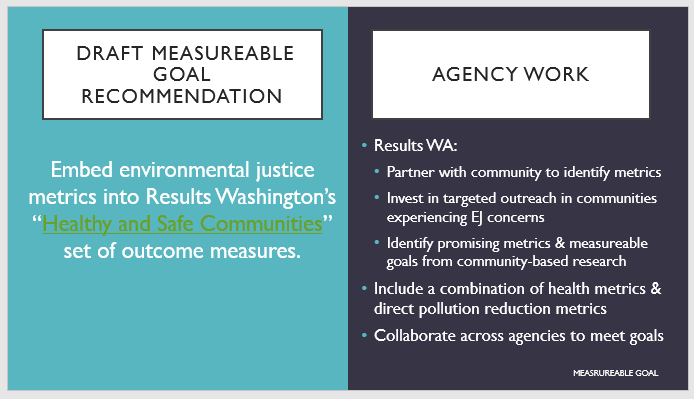 DRAFT MEASUREABLE
GOAL
RECOMMENDATION
Embed environmental justice
metrics into Results Washington's
“Healthy and Safe Communities”
set of outcome measures.
AGENCY WORK
• Results WA:
• Partner with community to identify metrics
• Invest in targeted outreach in communities
experiencing EJ concerns
• Identify promising metrics & measureable
goals from community-based research
• Include a combination of health metrics &
direct pollution reduction metrics
• Collaborate across agencies to meet goals
MEASRUREABLE GOAL